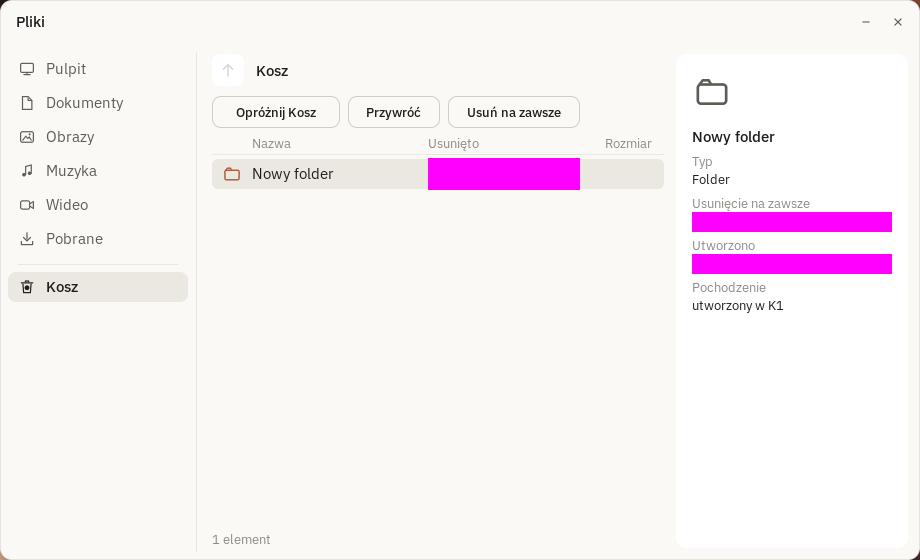 Pliki
Pulpit
Dokumenty
Obrazy
Muzyka
Wideo
Pobrane
Kosz
Kosz
Opróżnij Kosz
Przywróć
Usuń na zawsze
Nazwa
Usunięto
Rozmiar
Nowy folder
1 element
Nowy folder
Typ
Folder
Usunięcie na zawsze
Utworzono
Pochodzenie
utworzony w K1